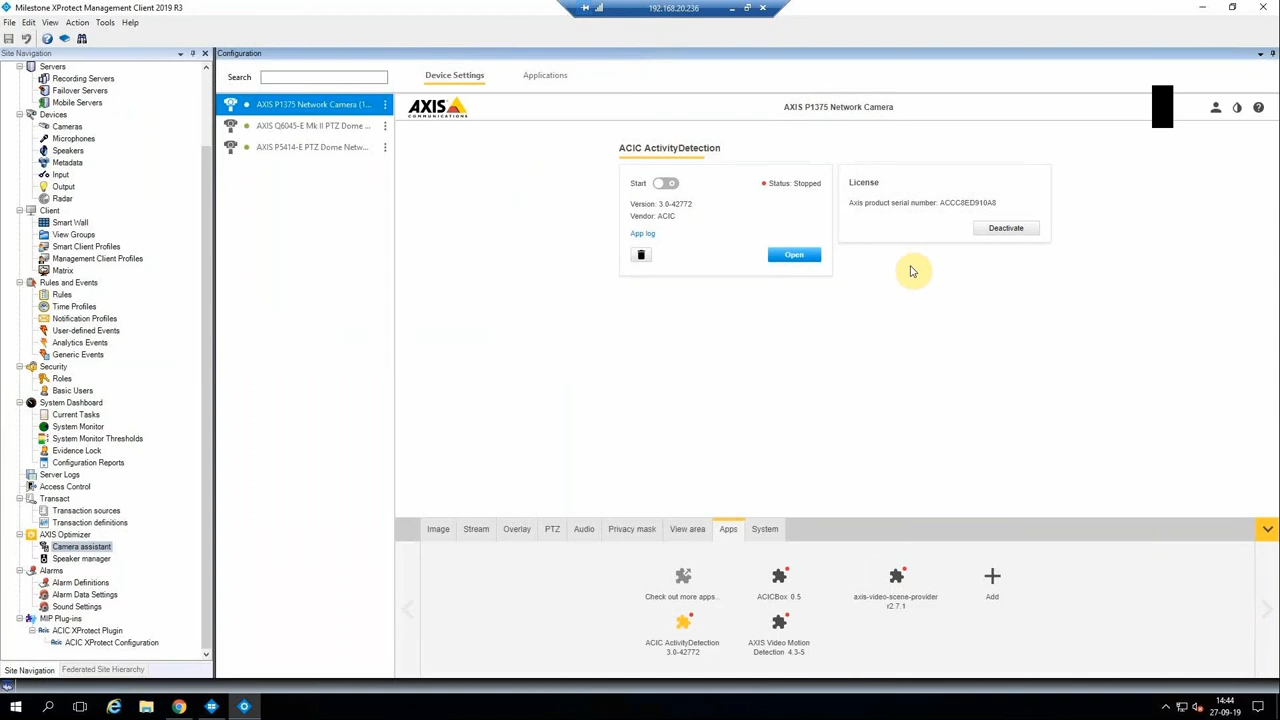 Milestone XProtect Management Client 2019 R3
192.168.20.236
File Edit View Action Tools Help
Site Navigation
Servers
Recording Servers
Failover Servers
Mobile Servers
Devices
Cameras
Microphones
Speakers
Metadata
Input
Output
Radar
Client
Smart Wall
View Groups
Smart Client Profiles
Management Client Profiles
Matrix
Rules and Events
Rules
Time Profiles
Notification Profiles
User-defined Events
Analytics Events
Generic Events
Security
Roles
Basic Users
System Dashboard
Current Tasks
System Monitor
System Monitor Thresholds
Evidence Lock
Configuration Reports
Server Logs
Access Control
Transact
Transaction sources
Transaction definitions
AXIS Optimizer
Camera assistant
Speaker manager
Alarms
Alarm Definitions
Alarm Data Settings
Sound Settings
MIP Plug-ins
ACIC XProtect Plugin
ACIC XProtect Configuration
Site Navigation Federated Site Hierarchy
Configuration
Search
AXIS P1375 Network Camera (1...
AXIS Q6045-E Mk II PTZ Dome ...
AXIS P5414-E PTZ Dome Netw...
Device Settings Applications
AXIS
COMMUNICATIONS
AXIS P1375 Network Camera
ACIC ActivityDetection
Start
Status: Stopped
Version: 3.0-42772
Vendor: ACIC
App log
Open
License
Axis product serial number: ACCC8ED910A8
Deactivate
Image Stream Overlay PTZ Audio Privacy mask View area Apps System
Check out more apps...
ACICBox 0.5
axis-video-scene-provider
r2.7.1
Add
ACIC ActivityDetection
3.0-42772
AXIS Video Motion
Detection 4.3-5
14:44
27-09-19